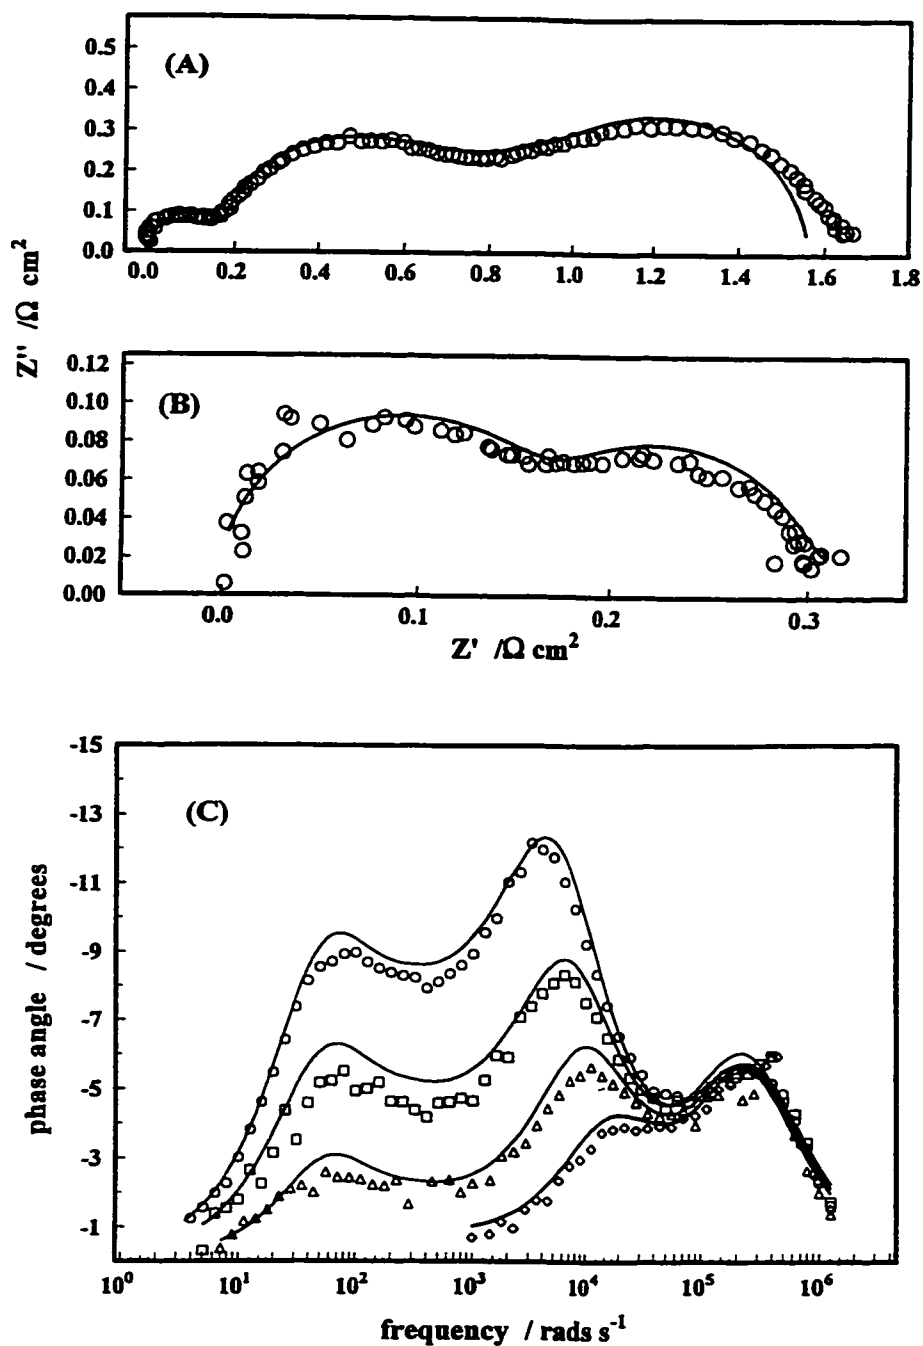 (A)
0.5
0.4
0.3
0.2
0.1
0.0
0.0 0.2 0.4 0.6 0.8 1.0 1.2 1.4 1.6 1.8
Z'' /Ω cm²
(B)
0.12
0.10
0.08
0.06
0.04
0.02
0.00
0.0 0.1 0.2 0.3
Z' /Ω cm²
(C)
-15
-13
-11
-9
-7
-5
-3
-1
phase angle / degrees
10⁰ 10¹ 10² 10³ 10⁴ 10⁵ 10⁶
frequency / rads s⁻¹